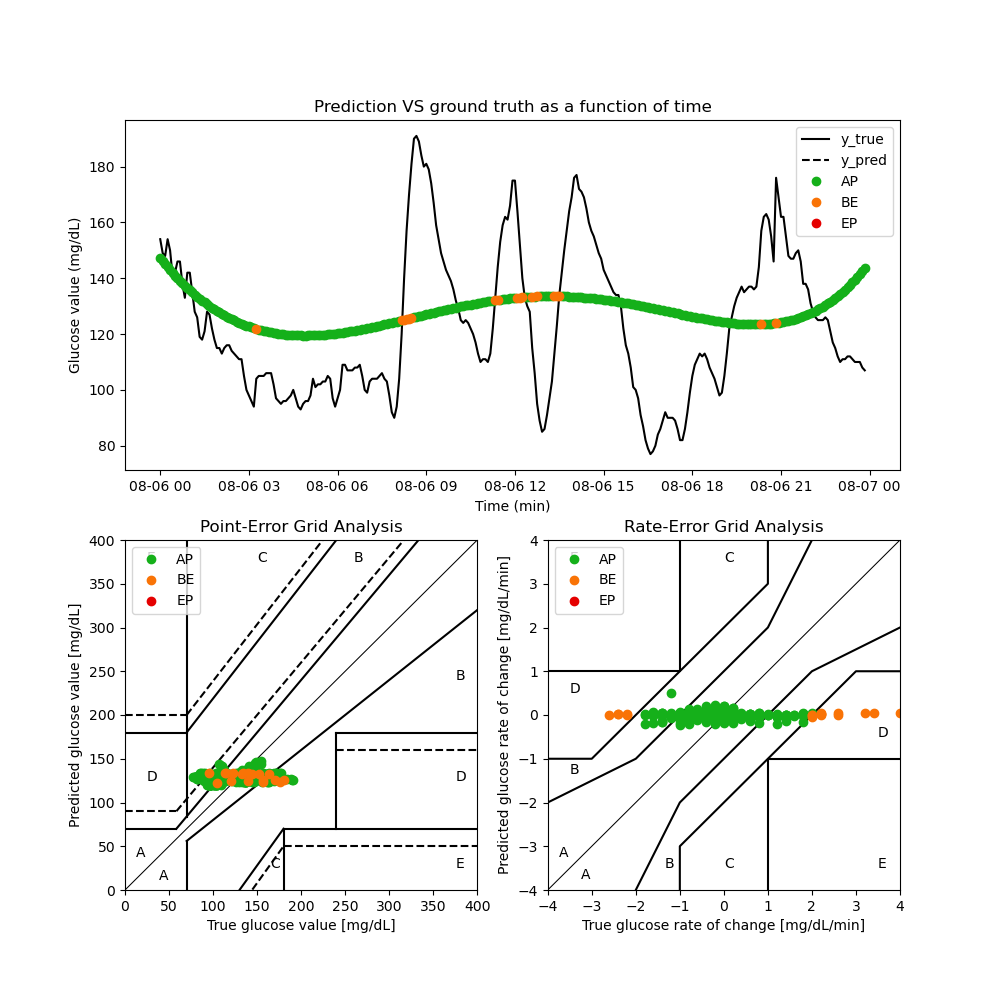 Prediction VS ground truth as a function of time
Glucose value (mg/dL)
180
160
140
120
100
80
y_true
y_pred
AP
BE
EP
08-06 00 08-06 03 08-06 06 08-06 09 08-06 12 08-06 15 08-06 18 08-06 21 08-07 00
Time (min)
Point-Error Grid Analysis
Predicted glucose value [mg/dL]
400
350
300
250
200
150
100
50
0
AP
BE
EP
C
B
B
D
D
A
A
C
E
0 50 100 150 200 250 300 350 400
True glucose value [mg/dL]
Rate-Error Grid Analysis
Predicted glucose rate of change [mg/dL/min]
4
3
2
1
0
−1
−2
−3
−4
AP
BE
EP
C
D
D
B
A
A
B
C
E
−4 −3 −2 −1 0 1 2 3 4
True glucose rate of change [mg/dL/min]